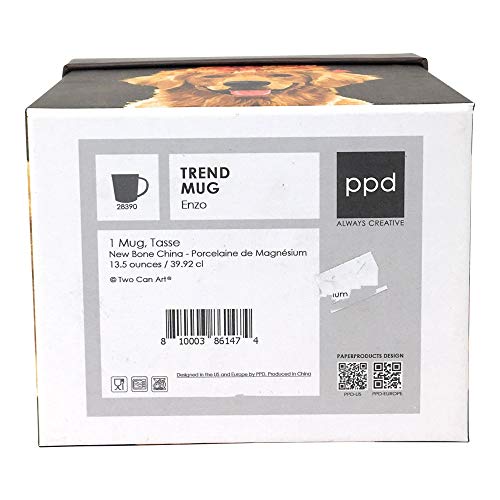 28390
TREND
MUG
Enzo
ppd
ALWAYS CREATIVE
1 Mug, Tasse
New Bone China - Porcelaine de Magnésium
13.5 ounces / 39.92 cl
© Two Can Art®
ium
8 10003 86147 4
Designed in the US and Europe by PPD. Produced in China
PAPERPRODUCTS DESIGN
PPD-US PPD-EUROPE